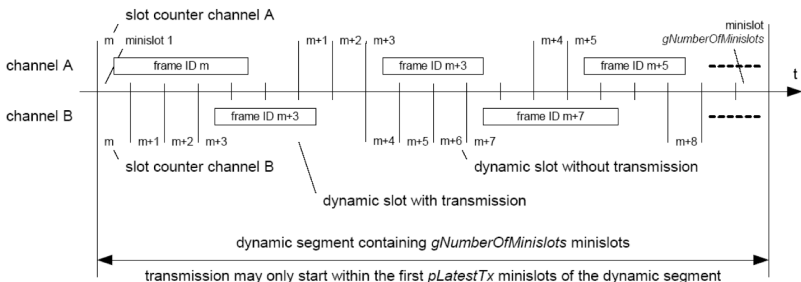 slot counter channel A
m minislot 1 m+1 m+2 m+3 m+4 m+5 minislot
gNumberOfMinislots
channel A frame ID m frame ID m+3 frame ID m+5
t
channel B frame ID m+3 frame ID m+7
m m+1 m+2 m+3 m+4 m+5 m+6 m+7 m+8
slot counter channel B
dynamic slot without transmission
dynamic slot with transmission
dynamic segment containing gNumberOfMinislots minislots
transmission may only start within the first pLatestTx minislots of the dynamic segment